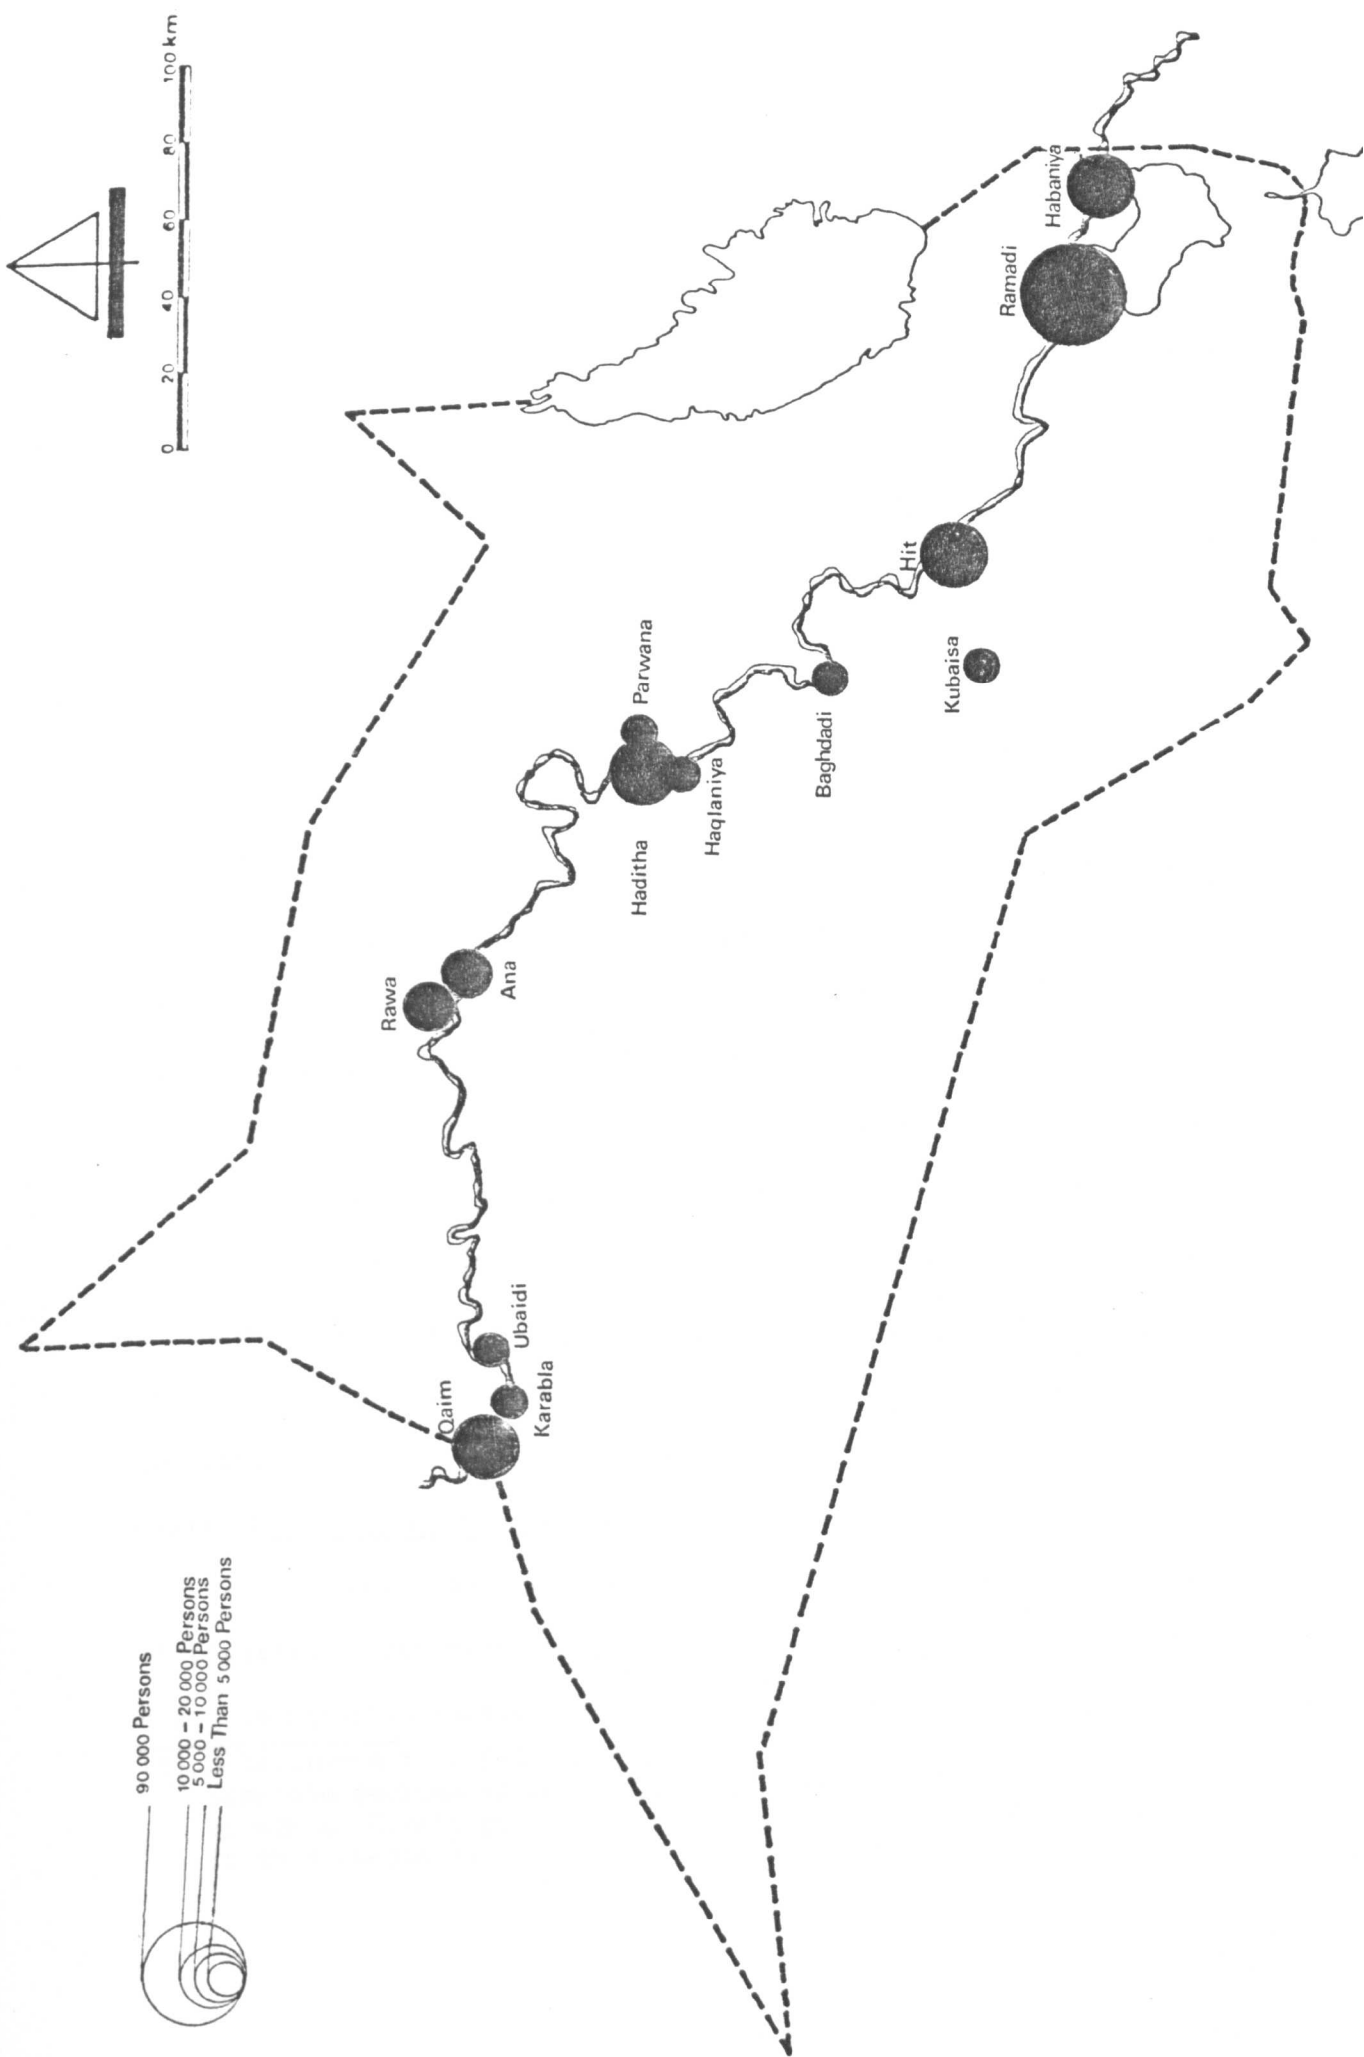 90 000 Persons
10 000 – 20 000 Persons
5 000 – 10 000 Persons
Less Than 5 000 Persons
0 20 40 60 80 100 km
Qaim
Karabla
Ubaidi
Rawa
Ana
Haditha
Parwana
Haqlaniya
Baghdadi
Kubaisa
Hit
Ramadi
Habaniya